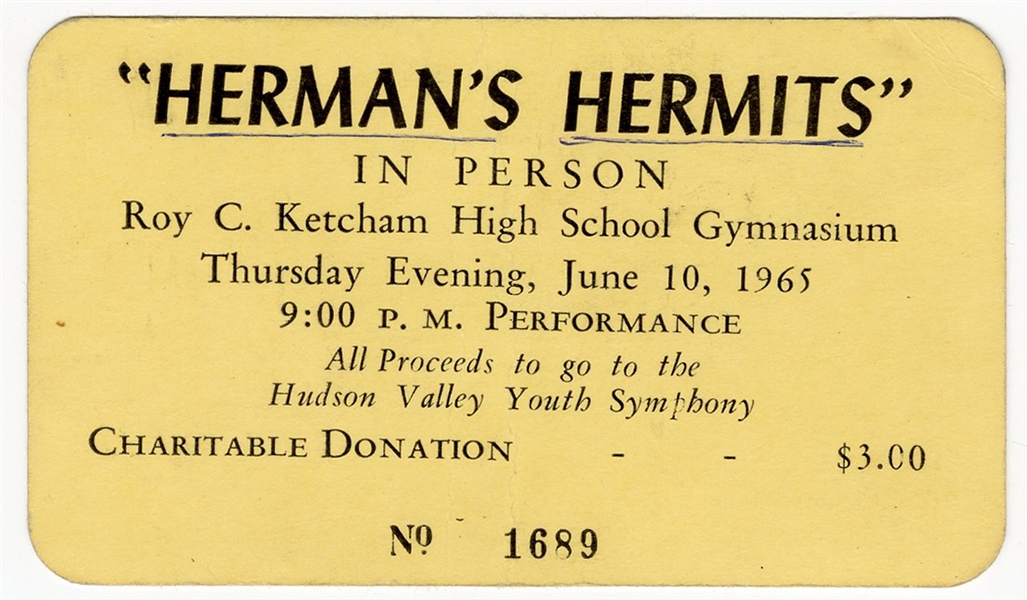 "HERMAN'S HERMITS"
IN PERSON
Roy C. Ketcham High School Gymnasium
Thursday Evening, June 10, 1965
9:00 P. M. PERFORMANCE
All Proceeds to go to the
Hudson Valley Youth Symphony
CHARITABLE DONATION - - $3.00
Nº 1689